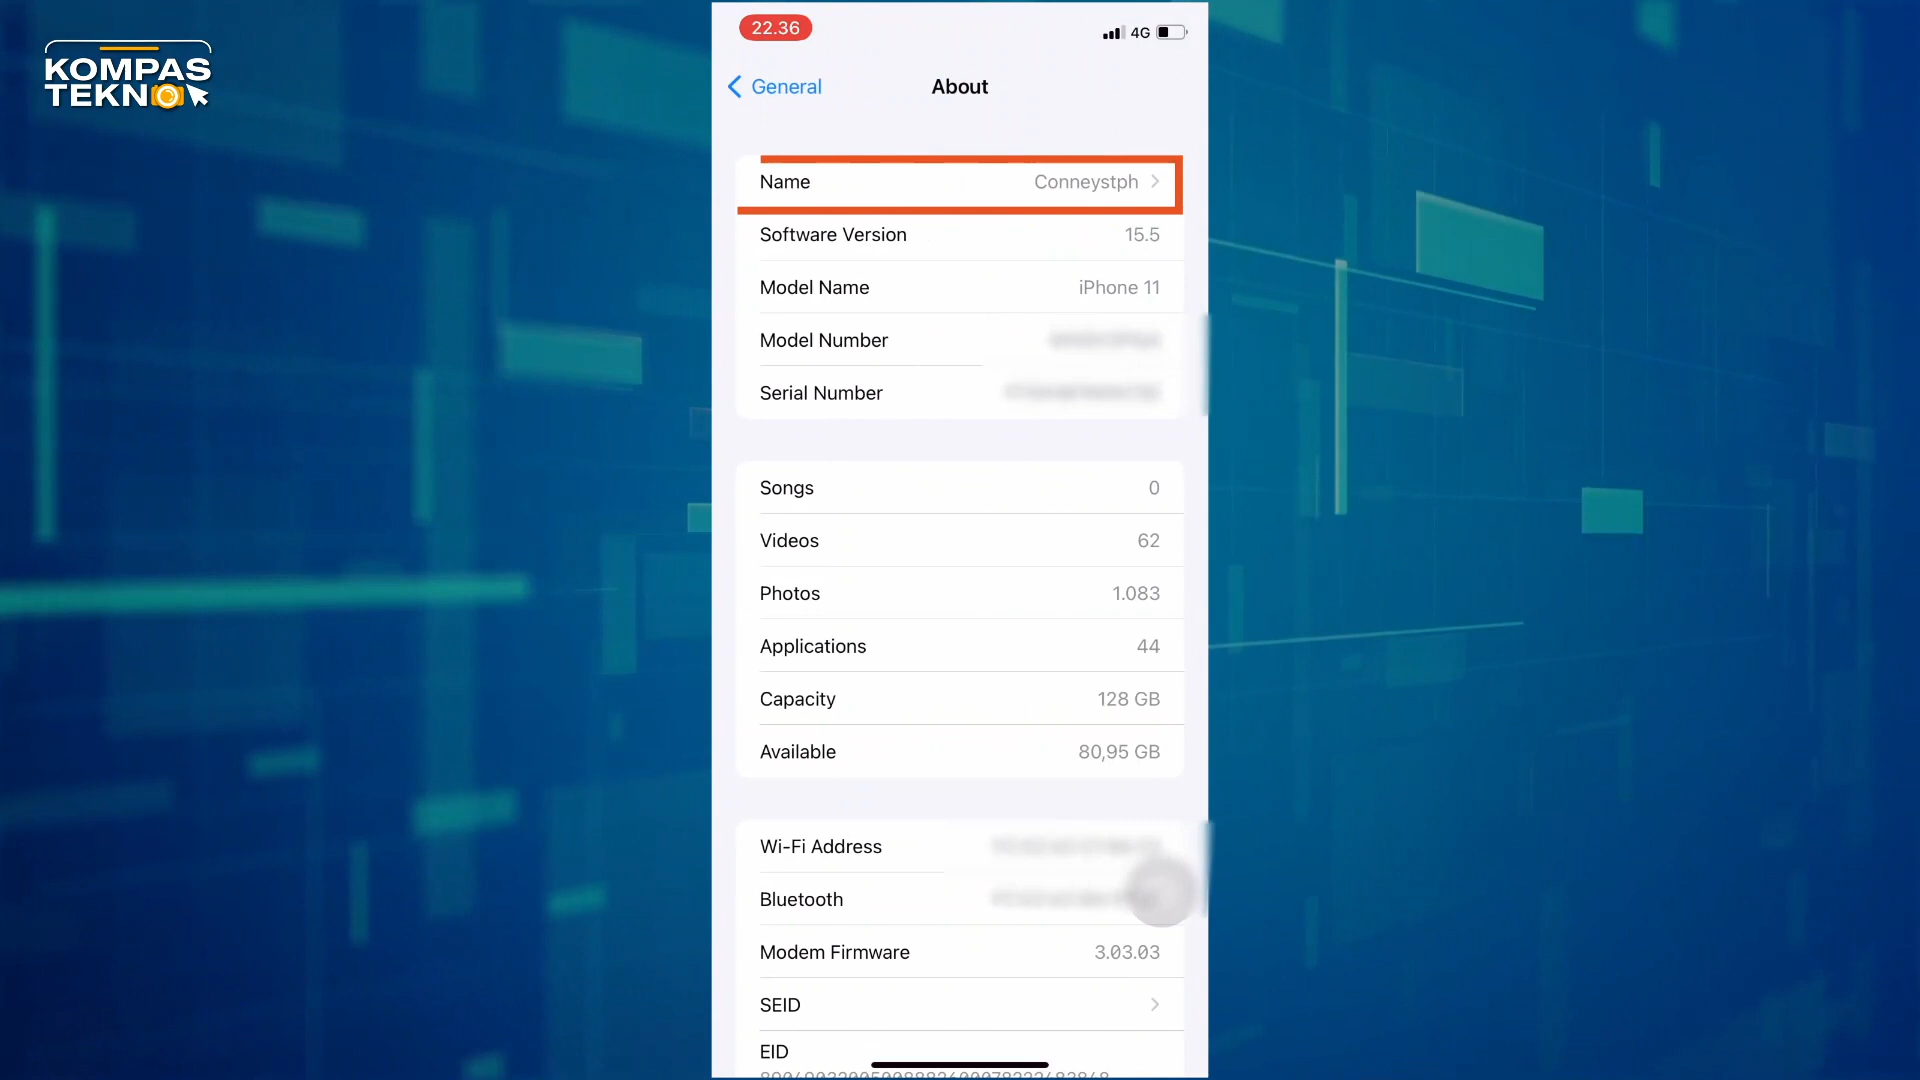 KOMPAS
TEKNO
22.36
4G
General
About
Name Conneystph
Software Version 15.5
Model Name iPhone 11
Model Number
Serial Number
Songs 0
Videos 62
Photos 1.083
Applications 44
Capacity 128 GB
Available 80,95 GB
Wi-Fi Address
Bluetooth
Modem Firmware 3.03.03
SEID
EID